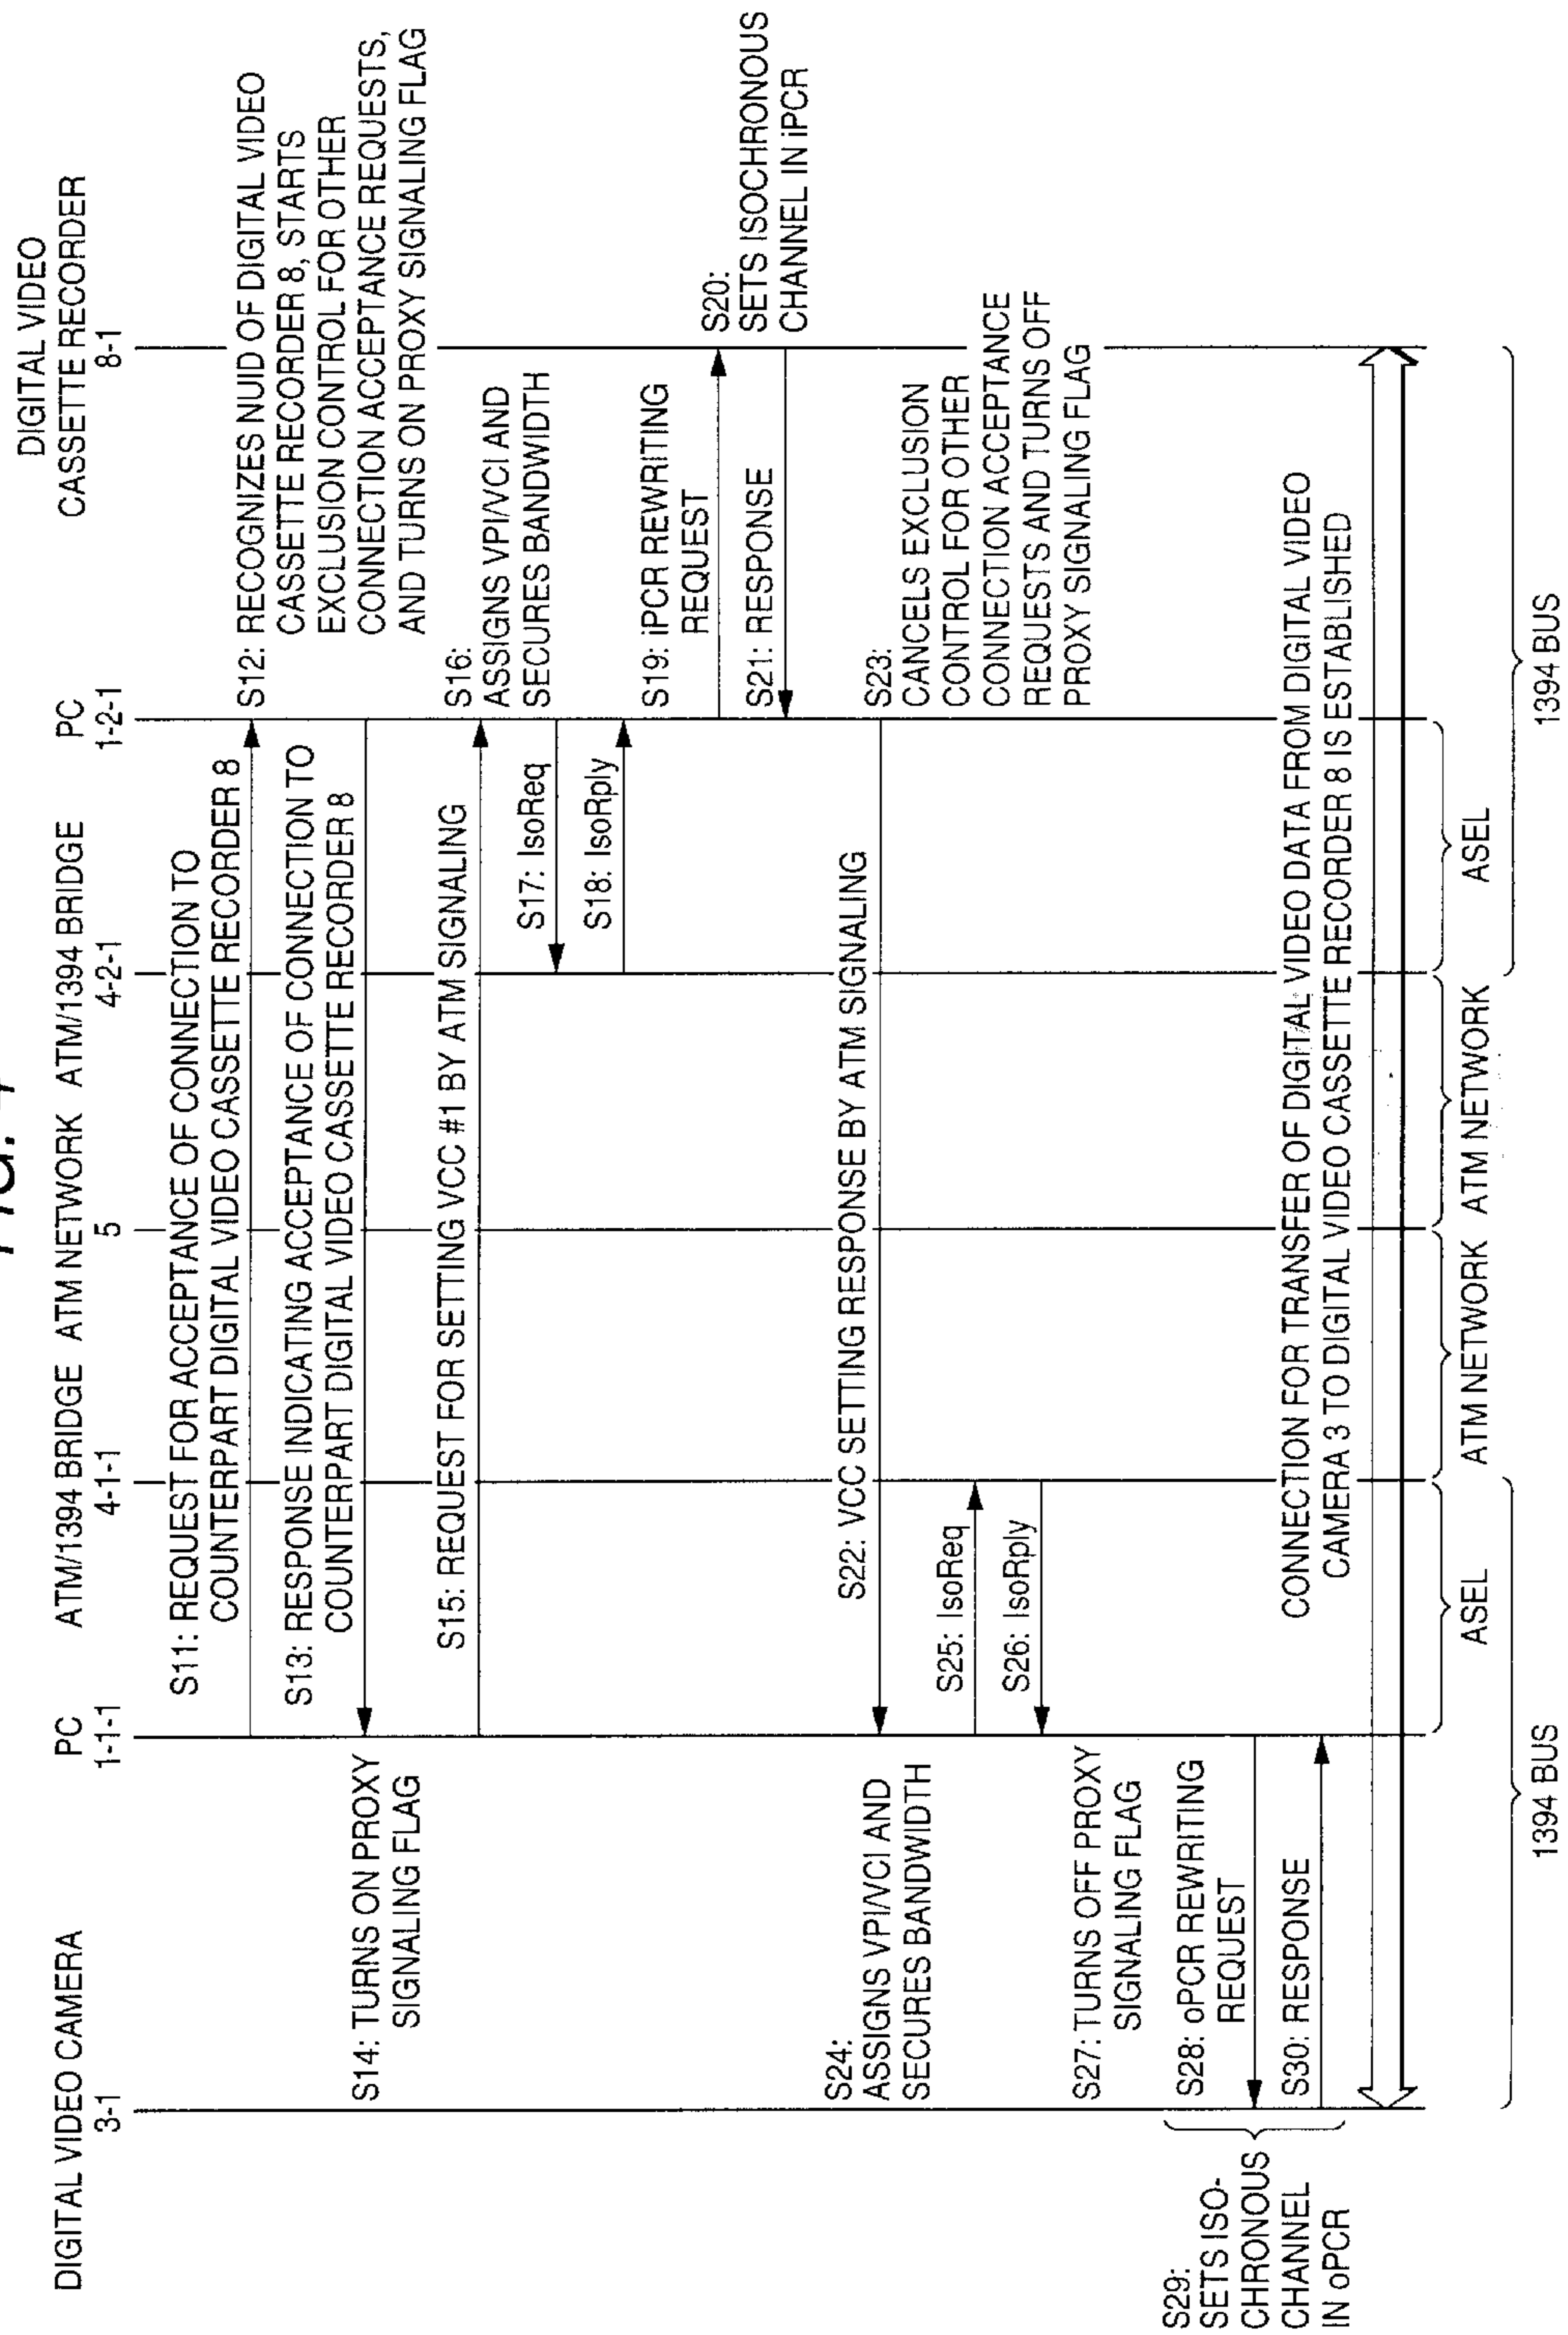 DIGITAL VIDEO CAMERA
3-1
PC
1-1-1
ATM/1394 BRIDGE
4-1-1
ATM NETWORK
5
ATM/1394 BRIDGE
4-2-1
PC
1-2-1
DIGITAL VIDEO
CASSETTE RECORDER
8-1
S11: REQUEST FOR ACCEPTANCE OF CONNECTION TO
COUNTERPART DIGITAL VIDEO CASSETTE RECORDER 8
S12: RECOGNIZES NUID OF DIGITAL VIDEO
CASSETTE RECORDER 8, STARTS
EXCLUSION CONTROL FOR OTHER
CONNECTION ACCEPTANCE REQUESTS,
AND TURNS ON PROXY SIGNALING FLAG
S13: RESPONSE INDICATING ACCEPTANCE OF CONNECTION TO
COUNTERPART DIGITAL VIDEO CASSETTE RECORDER 8
S14: TURNS ON PROXY
SIGNALING FLAG
S15: REQUEST FOR SETTING VCC #1 BY ATM SIGNALING
S16:
ASSIGNS VPI/VCI AND
SECURES BANDWIDTH
S17: IsoReq
S18: IsoRply
S19: iPCR REWRITING
REQUEST
S20:
SETS ISOCHRONOUS
CHANNEL IN iPCR
S21: RESPONSE
S22: VCC SETTING RESPONSE BY ATM SIGNALING
S23:
CANCELS EXCLUSION
CONTROL FOR OTHER
CONNECTION ACCEPTANCE
REQUESTS AND TURNS OFF
PROXY SIGNALING FLAG
S24:
ASSIGNS VPI/VCI AND
SECURES BANDWIDTH
S25: IsoReq
S26: IsoRply
S27: TURNS OFF PROXY
SIGNALING FLAG
S28: oPCR REWRITING
REQUEST
S29:
SETS ISO-
CHRONOUS
CHANNEL
IN oPCR
S30: RESPONSE
CONNECTION FOR TRANSFER OF DIGITAL VIDEO DATA FROM DIGITAL VIDEO
CAMERA 3 TO DIGITAL VIDEO CASSETTE RECORDER 8 IS ESTABLISHED
ASEL
ATM NETWORK
ATM NETWORK
ASEL
1394 BUS
1394 BUS